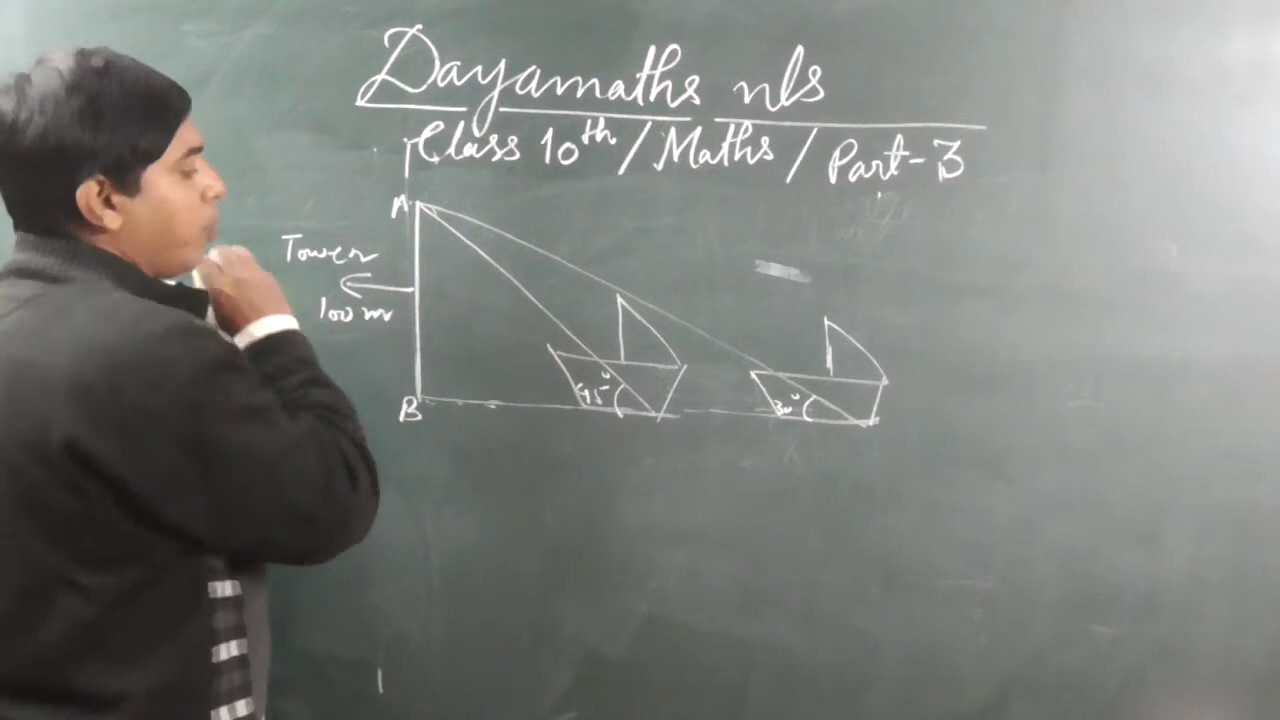 Dayamaths nls
Class 10th / Maths / Part-3
A
Tower
100 m
45°
30°
B